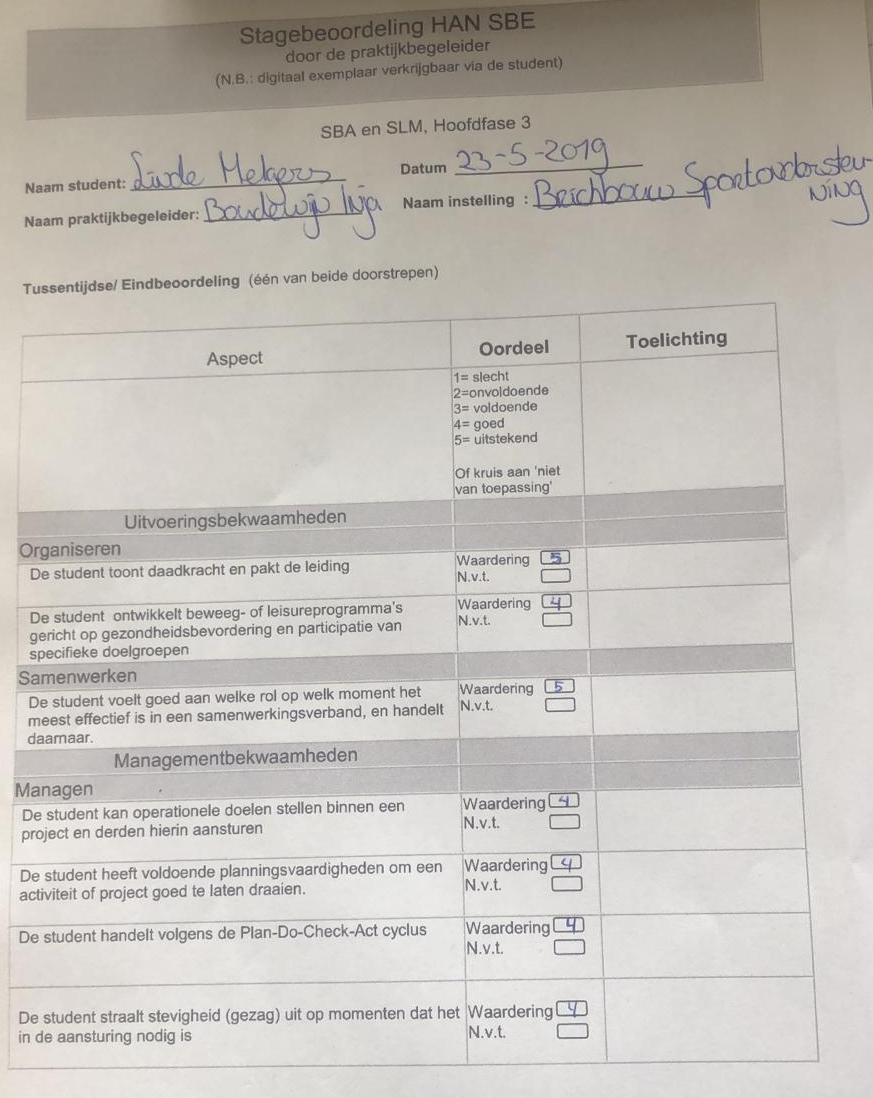 Stagebeoordeling HAN SBE
door de praktijkbegeleider
(N.B.: digitaal exemplaar verkrijgbaar via de student)
SBA en SLM, Hoofdfase 3
Naam student: Linde Melgers
Datum 23-5-2019
Naam praktijkbegeleider: Boudewijn
Naam instelling : Sportondersteu-
ning
Tussentijdse/ Eindbeoordeling (één van beide doorstrepen)
Aspect
Oordeel
Toelichting
1= slecht
2=onvoldoende
3= voldoende
4= goed
5= uitstekend
Of kruis aan 'niet
van toepassing'
Uitvoeringsbekwaamheden
Organiseren
De student toont daadkracht en pakt de leiding
Waardering 5
N.v.t.
De student ontwikkelt beweeg- of leisureprogramma's
gericht op gezondheidsbevordering en participatie van
specifieke doelgroepen
Waardering 4
N.v.t.
Samenwerken
De student voelt goed aan welke rol op welk moment het
meest effectief is in een samenwerkingsverband, en handelt
daarnaar.
Waardering 5
N.v.t.
Managementbekwaamheden
Managen
De student kan operationele doelen stellen binnen een
project en derden hierin aansturen
Waardering 4
N.v.t.
De student heeft voldoende planningsvaardigheden om een
activiteit of project goed te laten draaien.
Waardering 4
N.v.t.
De student handelt volgens de Plan-Do-Check-Act cyclus
Waardering 4
N.v.t.
De student straalt stevigheid (gezag) uit op momenten dat het
in de aansturing nodig is
Waardering 4
N.v.t.